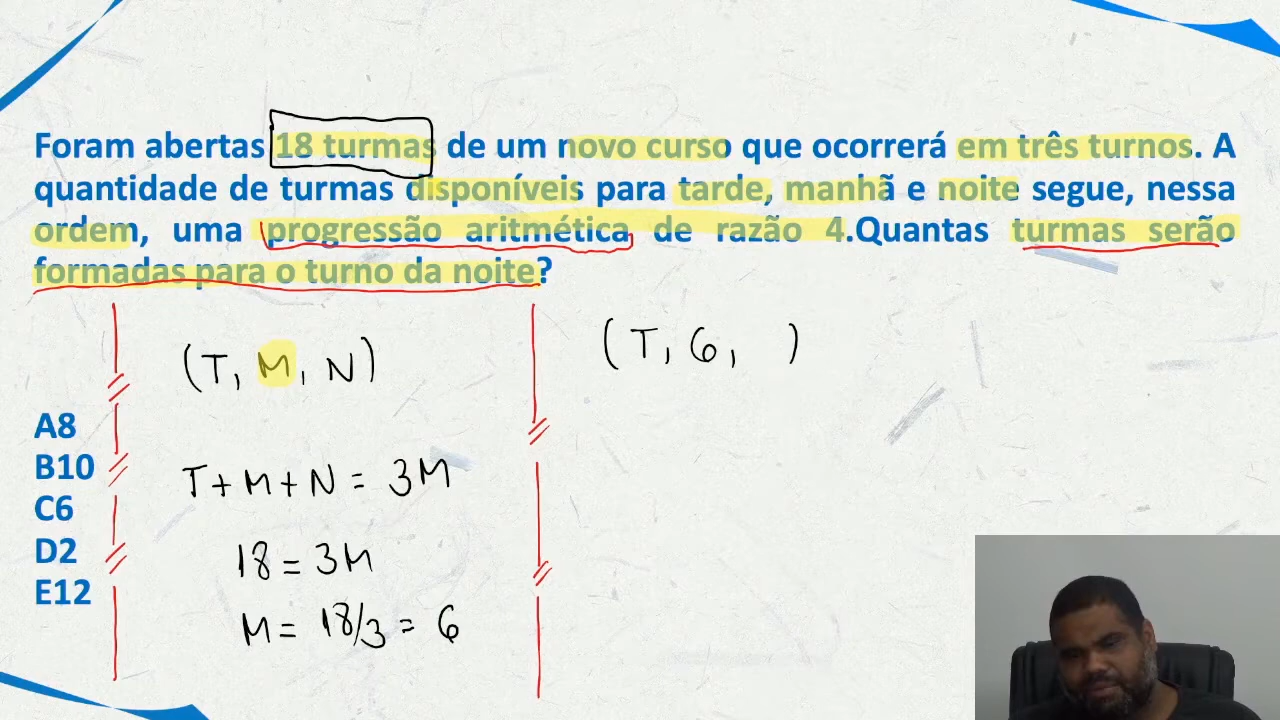 Foram abertas 18 turmas de um novo curso que ocorrerá em três turnos. A
quantidade de turmas disponíveis para tarde, manhã e noite segue, nessa
ordem, uma progressão aritmética de razão 4.Quantas turmas serão
formadas para o turno da noite?
(T, M, N)
A8
B10
C6
D2
E12
T+M+N = 3M
18 = 3M
M = 18/3 = 6
(T, 6, )